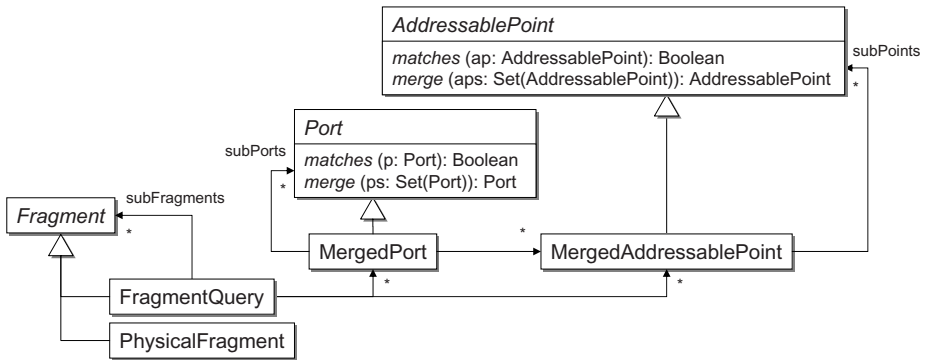 AddressablePoint
matches (ap: AddressablePoint): Boolean
merge (aps: Set(AddressablePoint)): AddressablePoint
subPoints
*
Port
matches (p: Port): Boolean
merge (ps: Set(Port)): Port
subPorts
*
Fragment
subFragments
*
MergedPort
*
MergedAddressablePoint
FragmentQuery
*
*
PhysicalFragment